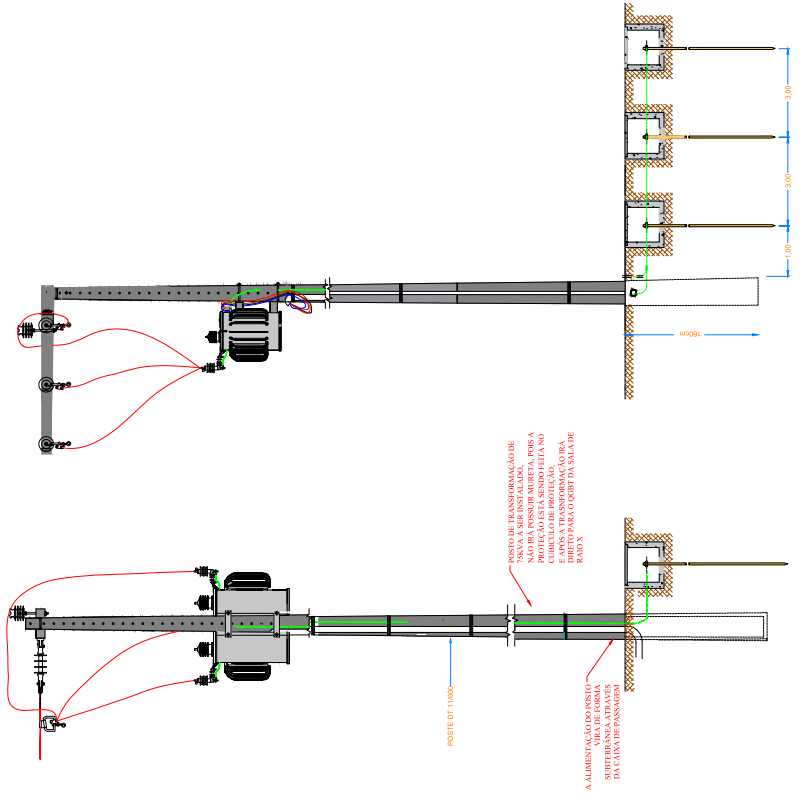 3,00
3,00
1,00
160cm
POSTO DE TRANSFORMAÇÃO DE
75KVA A SER INSTALADO,
NÃO IRÁ POSSUIR MURETA, POIS A
PROTEÇÃO ESTÁ SENDO FEITA NO
CUBÍCULO DE PROTEÇÃO,
E APÓS A TRASNFORMAÇÃO IRÁ
DIRETO PARA O QGBT DA SALA DE
RAIO X
POSTE DT 11/600
A ALIMENTAÇÃO DO POSTO
VIRA DE FORMA
SUBTERRÂNEA ATRAVÉS
DA CAIXA DE PASSAGEM